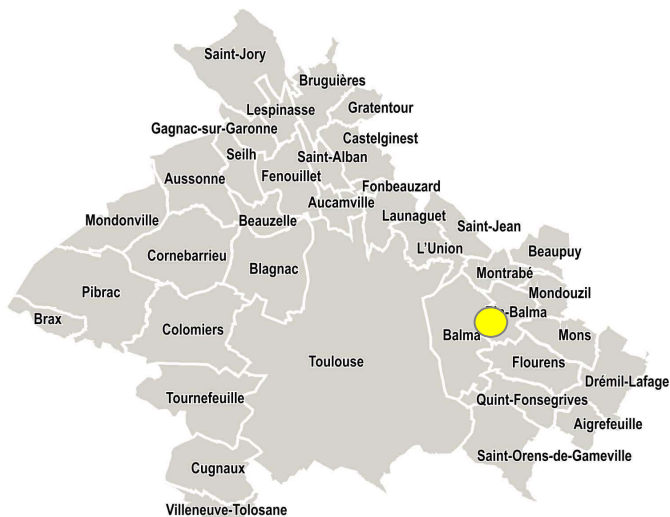 Saint-Jory
Bruguières
Lespinasse
Gratentour
Gagnac-sur-Garonne
Castelginest
Seilh
Saint-Alban
Aussonne
Fenouillet
Fonbeauzard
Aucamville
Launaguet
Mondonville
Beauzelle
Saint-Jean
L'Union
Beaupuy
Cornebarrieu
Blagnac
Montrabé
Pibrac
Mondouzil
-Balma
Brax
Colomiers
Balma
Mons
Toulouse
Flourens
Drémil-Lafage
Tournefeuille
Quint-Fonsegrives
Aigrefeuille
Saint-Orens-de-Gameville
Cugnaux
Villeneuve-Tolosane